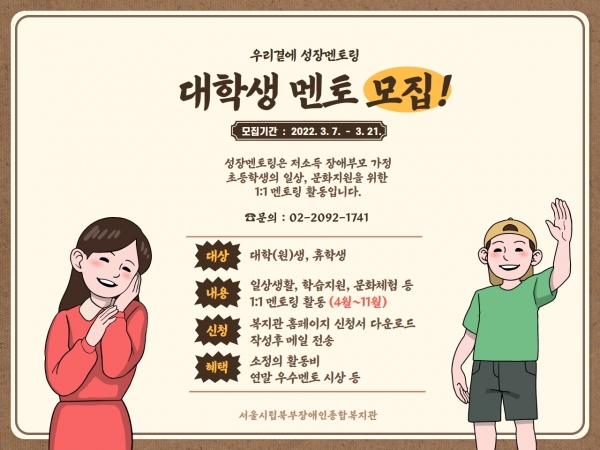 우리곁에 성장멘토링
대학생 멘토 모집!
모집기간 : 2022. 3. 7. - 3. 21.
성장멘토링은 저소득 장애부모 가정
초등학생의 일상, 문화지원을 위한
1:1 멘토링 활동입니다.
☎문의 : 02-2092-1741
대상 대학(원)생, 휴학생
내용 일상생활, 학습지원, 문화체험 등
1:1 멘토링 활동 (4월~11월)
신청 복지관 홈페이지 신청서 다운로드
작성후 메일 전송
혜택 소정의 활동비
연말 우수멘토 시상 등
서울시립북부장애인종합복지관